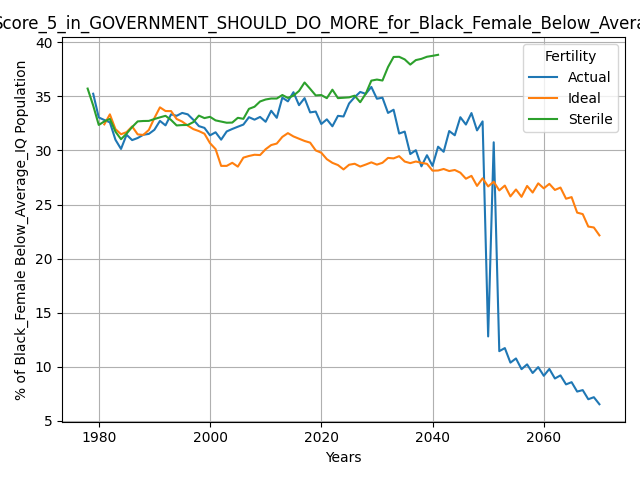 Score_5_in_GOVERNMENT_SHOULD_DO_MORE_for_Black_Female_Below_Avera
Fertility
Actual
Ideal
Sterile
% of Black_Female Below_Average_IQ Population
40
35
30
25
20
15
10
5
1980
2000
2020
2040
2060
Years